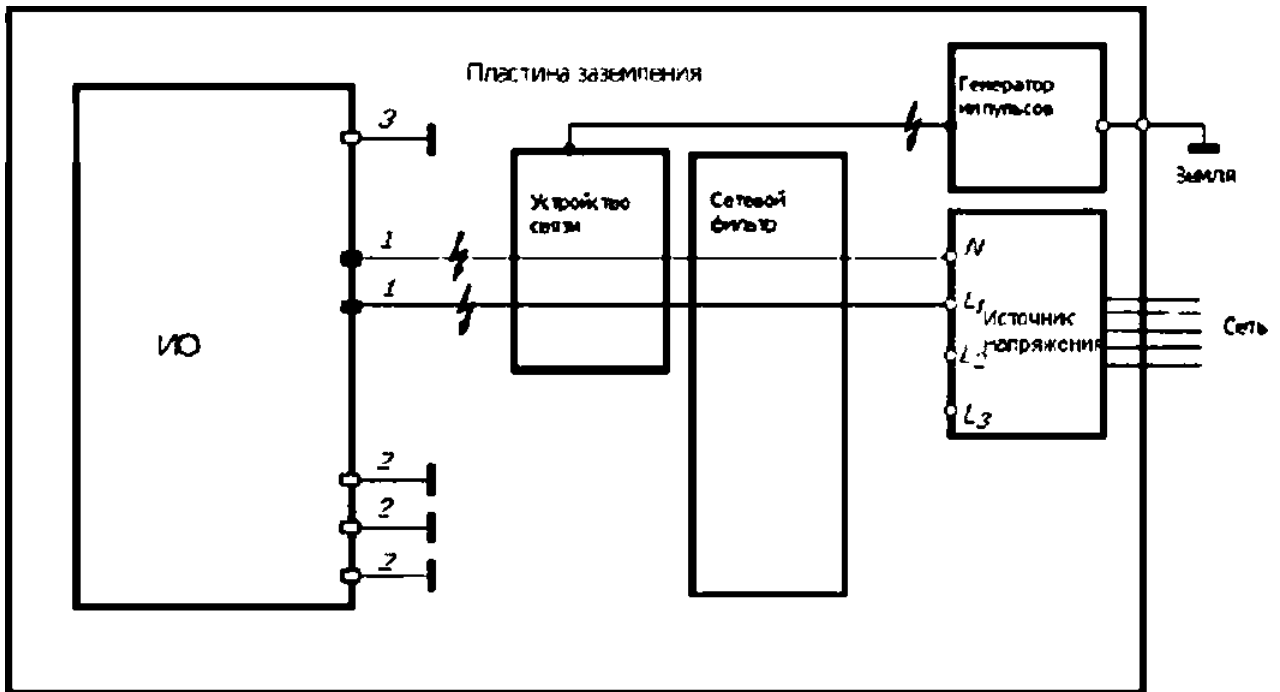 Пластина заземления
Генератор
импульсов
Земля
3
Устройство
связи
Сетевой
фильтр
1
N
1
L1
Источник
напряжения
L2
L3
Сеть
ИО
2
2
2